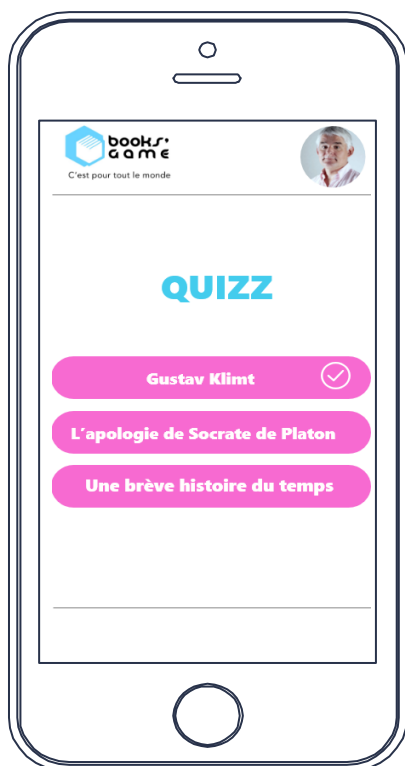 books'
GAME
C'est pour tout le monde
QUIZZ
Gustav Klimt
L'apologie de Socrate de Platon
Une brève histoire du temps